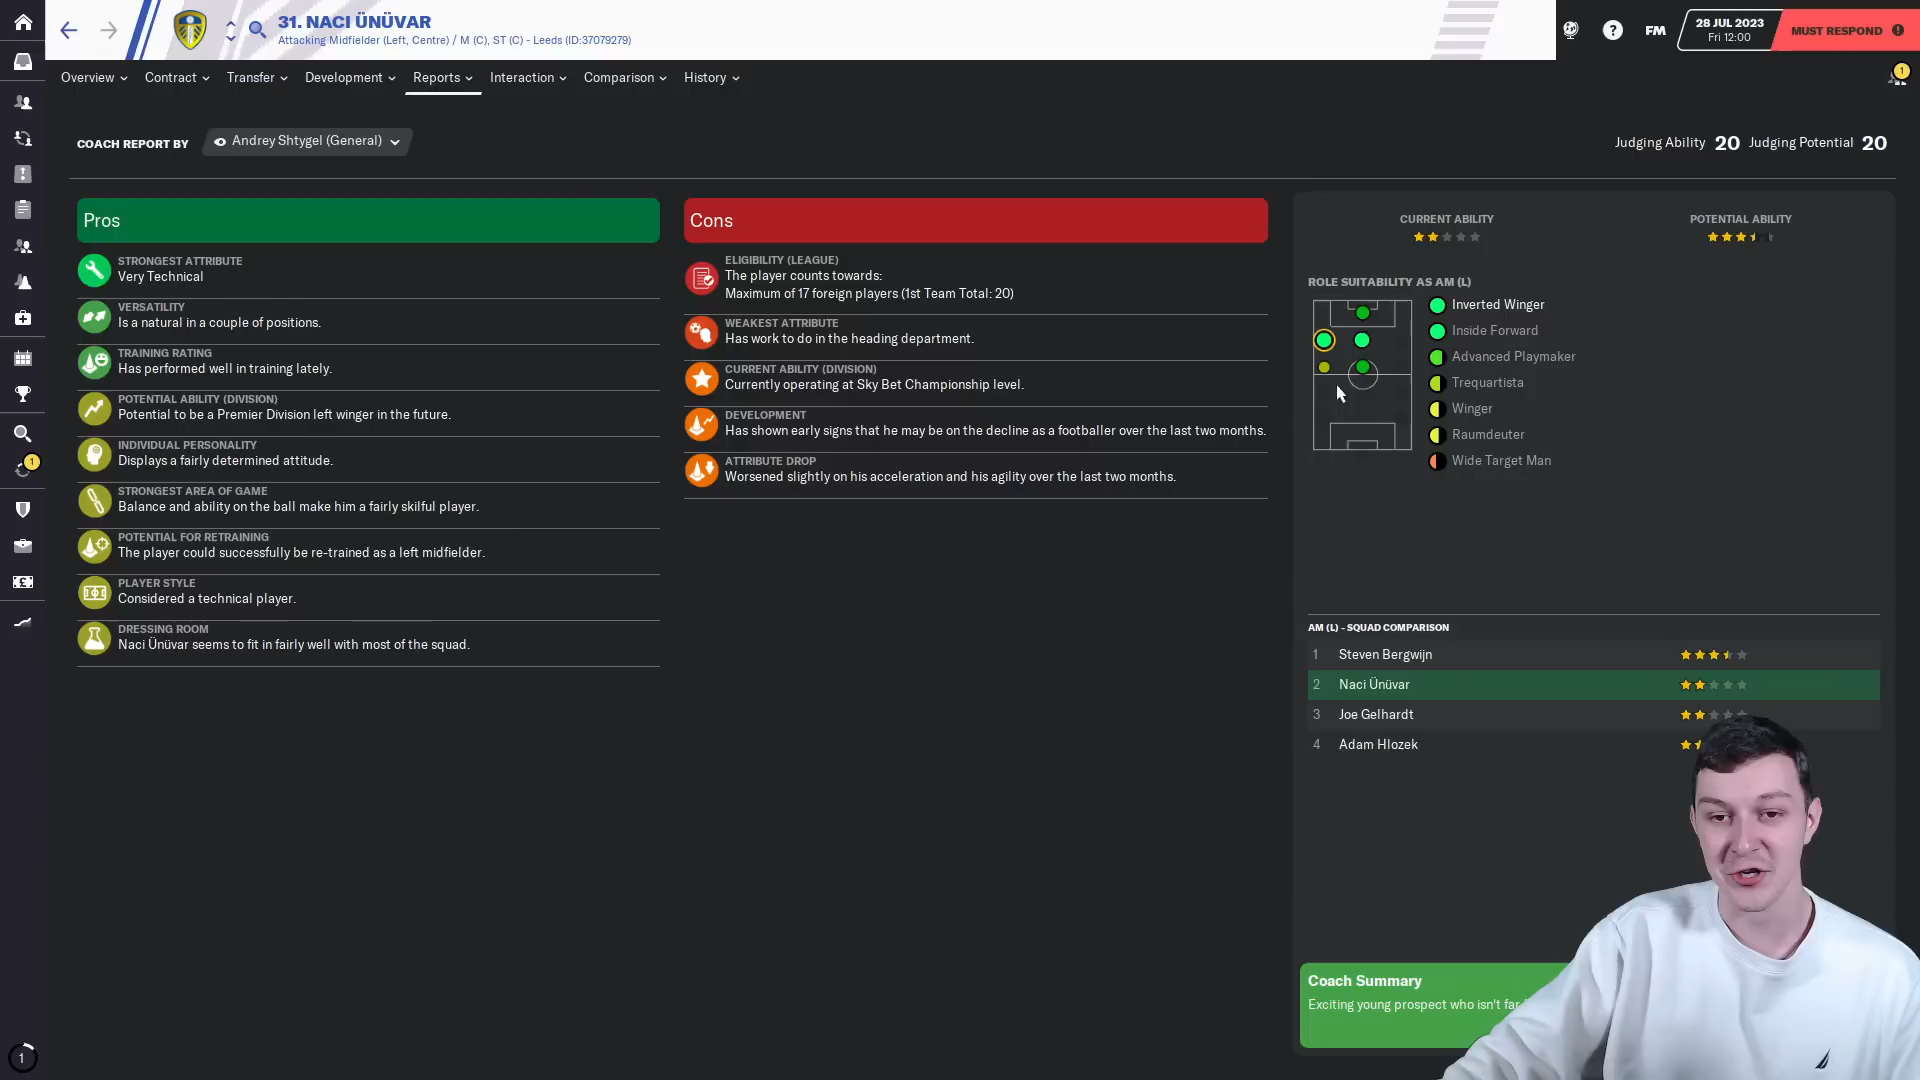 31. NACI ÜNÜVAR
Attacking Midfielder (Left, Centre) / M (C), ST (C) - Leeds (ID:37079279)
FM
28 JUL 2023
Fri 12:00
MUST RESPOND
Overview
Contract
Transfer
Development
Reports
Interaction
Comparison
History
1
COACH REPORT BY
Andrey Shtygel (General)
Judging Ability 20 Judging Potential 20
Pros
STRONGEST ATTRIBUTE
Very Technical
VERSATILITY
Is a natural in a couple of positions.
TRAINING RATING
Has performed well in training lately.
POTENTIAL ABILITY (DIVISION)
Potential to be a Premier Division left winger in the future.
INDIVIDUAL PERSONALITY
Displays a fairly determined attitude.
STRONGEST AREA OF GAME
Balance and ability on the ball make him a fairly skilful player.
POTENTIAL FOR RETRAINING
The player could successfully be re-trained as a left midfielder.
PLAYER STYLE
Considered a technical player.
DRESSING ROOM
Naci Ünüvar seems to fit in fairly well with most of the squad.
Cons
ELIGIBILITY (LEAGUE)
The player counts towards:
Maximum of 17 foreign players (1st Team Total: 20)
WEAKEST ATTRIBUTE
Has work to do in the heading department.
CURRENT ABILITY (DIVISION)
Currently operating at Sky Bet Championship level.
DEVELOPMENT
Has shown early signs that he may be on the decline as a footballer over the last two months.
ATTRIBUTE DROP
Worsened slightly on his acceleration and his agility over the last two months.
CURRENT ABILITY
POTENTIAL ABILITY
ROLE SUITABILITY AS AM (L)
Inverted Winger
Inside Forward
Advanced Playmaker
Trequartista
Winger
Raumdeuter
Wide Target Man
AM (L) - SQUAD COMPARISON
1 Steven Bergwijn
2 Naci Ünüvar
3 Joe Gelhardt
4 Adam Hlozek
Coach Summary
Exciting young prospect who isn't far
1
1